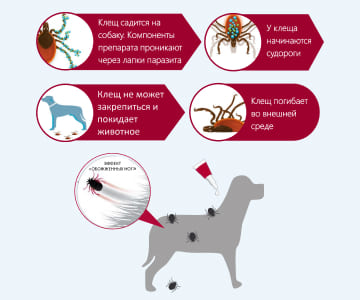 Клещ садится на
собаку. Компоненты
препарата проникают
через лапки паразита
У клеща
начинаются
судороги
Клещ не может
закрепиться и
покидает
животное
Клещ погибает
во внешней
среде
ЭФФЕКТ
«ОБОЖЖЕННЫХ НОГ»